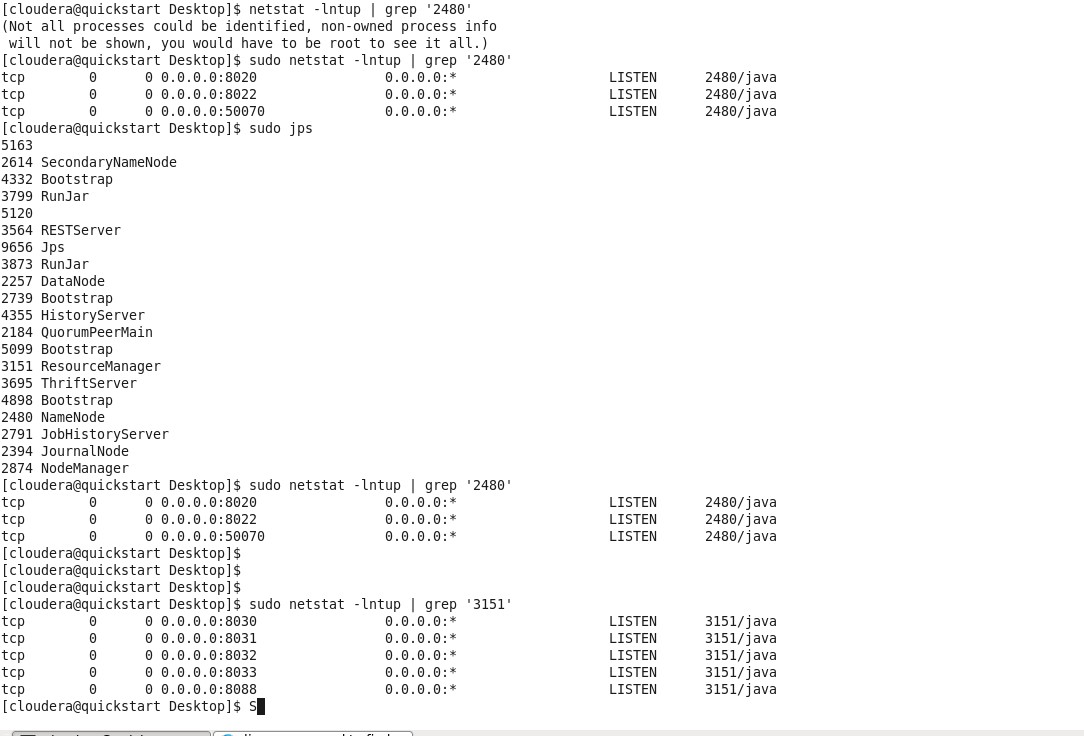 [cloudera@quickstart Desktop]$ netstat -lntup | grep '2480'
(Not all processes could be identified, non-owned process info
 will not be shown, you would have to be root to see it all.)
[cloudera@quickstart Desktop]$ sudo netstat -lntup | grep '2480'
tcp        0      0 0.0.0.0:8020                0.0.0.0:*                   LISTEN      2480/java
tcp        0      0 0.0.0.0:8022                0.0.0.0:*                   LISTEN      2480/java
tcp        0      0 0.0.0.0:50070               0.0.0.0:*                   LISTEN      2480/java
[cloudera@quickstart Desktop]$ sudo jps
5163
2614 SecondaryNameNode
4332 Bootstrap
3799 RunJar
5120
3564 RESTServer
9656 Jps
3873 RunJar
2257 DataNode
2739 Bootstrap
4355 HistoryServer
2184 QuorumPeerMain
5099 Bootstrap
3151 ResourceManager
3695 ThriftServer
4898 Bootstrap
2480 NameNode
2791 JobHistoryServer
2394 JournalNode
2874 NodeManager
[cloudera@quickstart Desktop]$ sudo netstat -lntup | grep '2480'
tcp        0      0 0.0.0.0:8020                0.0.0.0:*                   LISTEN      2480/java
tcp        0      0 0.0.0.0:8022                0.0.0.0:*                   LISTEN      2480/java
tcp        0      0 0.0.0.0:50070               0.0.0.0:*                   LISTEN      2480/java
[cloudera@quickstart Desktop]$
[cloudera@quickstart Desktop]$
[cloudera@quickstart Desktop]$
[cloudera@quickstart Desktop]$ sudo netstat -lntup | grep '3151'
tcp        0      0 0.0.0.0:8030                0.0.0.0:*                   LISTEN      3151/java
tcp        0      0 0.0.0.0:8031                0.0.0.0:*                   LISTEN      3151/java
tcp        0      0 0.0.0.0:8032                0.0.0.0:*                   LISTEN      3151/java
tcp        0      0 0.0.0.0:8033                0.0.0.0:*                   LISTEN      3151/java
tcp        0      0 0.0.0.0:8088                0.0.0.0:*                   LISTEN      3151/java
[cloudera@quickstart Desktop]$ S